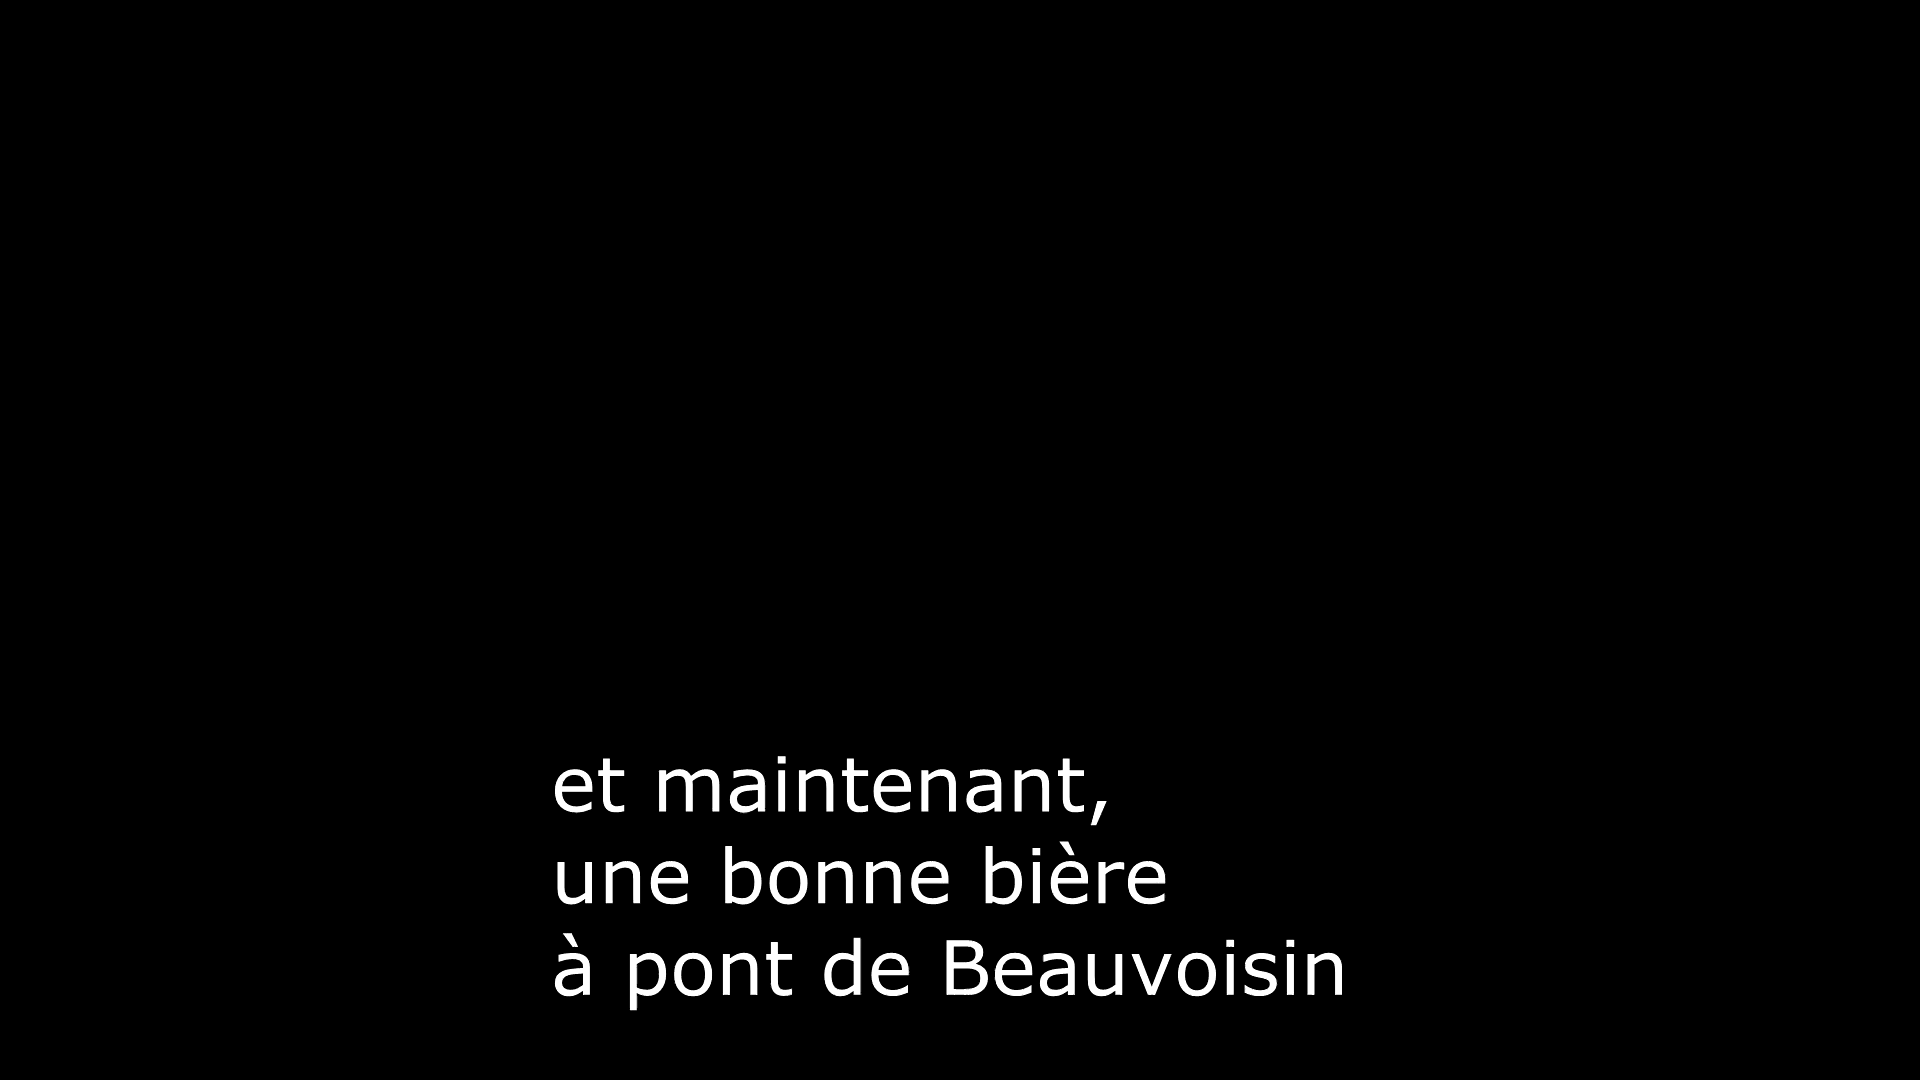 et maintenant,
une bonne bière
à pont de Beauvoisin